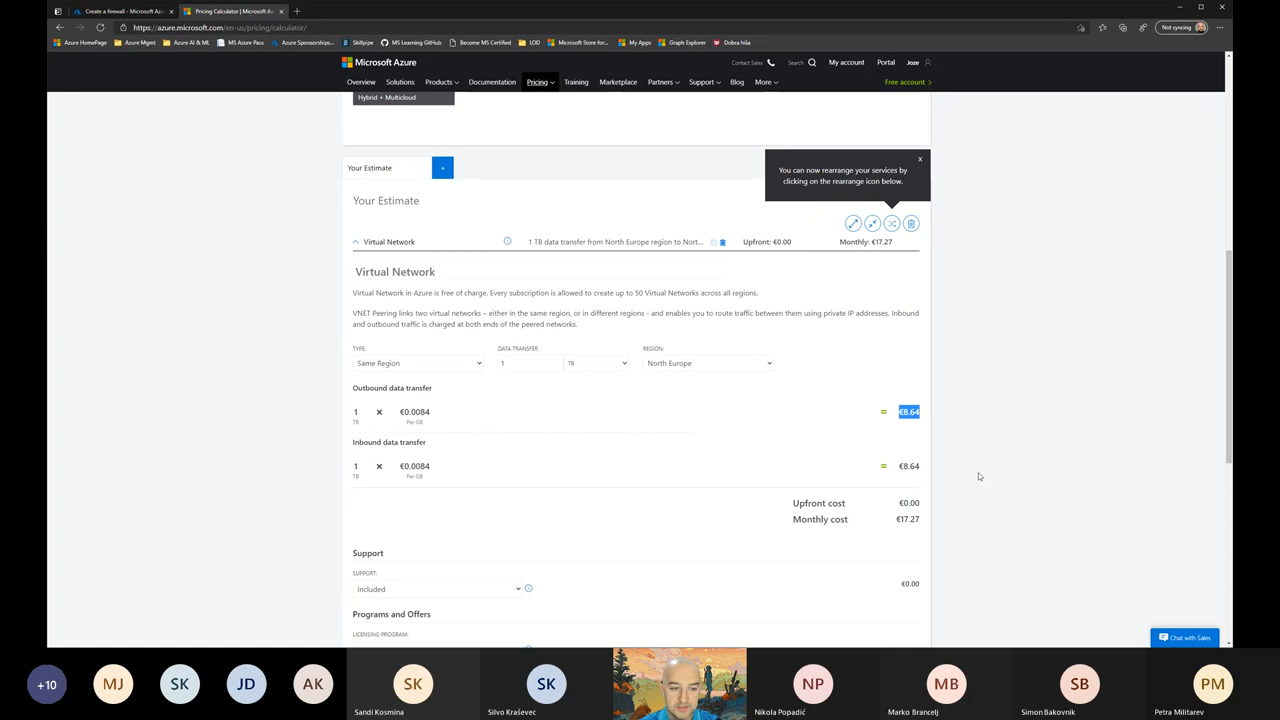 Create a firewall - Microsoft Azu
Pricing Calculator | Microsoft A
https://azure.microsoft.com/en-us/pricing/calculator/
Not syncing
Azure HomePage
Azure Mgmt
Azure AI & ML
MS Azure Pass
Azure Sponsorships...
Skillpipe
MS Learning GitHub
Become MS Certified
LOD
Microsoft Store for...
My Apps
Graph Explorer
Dobra hiša
Microsoft Azure
Contact Sales
Search
My account
Portal
Joze
Overview
Solutions
Products
Documentation
Pricing
Training
Marketplace
Partners
Support
Blog
More
Free account
Hybrid + Multicloud
Your Estimate
+
x
You can now rearrange your services by
clicking on the rearrange icon below.
Your Estimate
Virtual Network
1 TB data transfer from North Europe region to Nort...
Upfront: €0.00
Monthly: €17.27
Virtual Network
Virtual Network in Azure is free of charge. Every subscription is allowed to create up to 50 Virtual Networks across all regions.
VNET Peering links two virtual networks – either in the same region, or in different regions - and enables you to route traffic between them using private IP addresses. Inbound
and outbound traffic is charged at both ends of the peered networks.
TYPE:
DATA TRANSFER
REGION:
Same Region
1
TB
North Europe
Outbound data transfer
1 × €0.0084 = €8.64
TB Per GB
Inbound data transfer
1 × €0.0084 = €8.64
TB Per GB
Upfront cost €0.00
Monthly cost €17.27
Support
SUPPORT:
Included
€0.00
Programs and Offers
LICENSING PROGRAM:
Chat with Sales
+10
MJ
SK
JD
AK
SK
SK
NP
MB
SB
PM
Sandi Kosmina
Silvo Kraševec
Nikola Popadić
Marko Brancelj
Simon Bakovnik
Petra Militarev